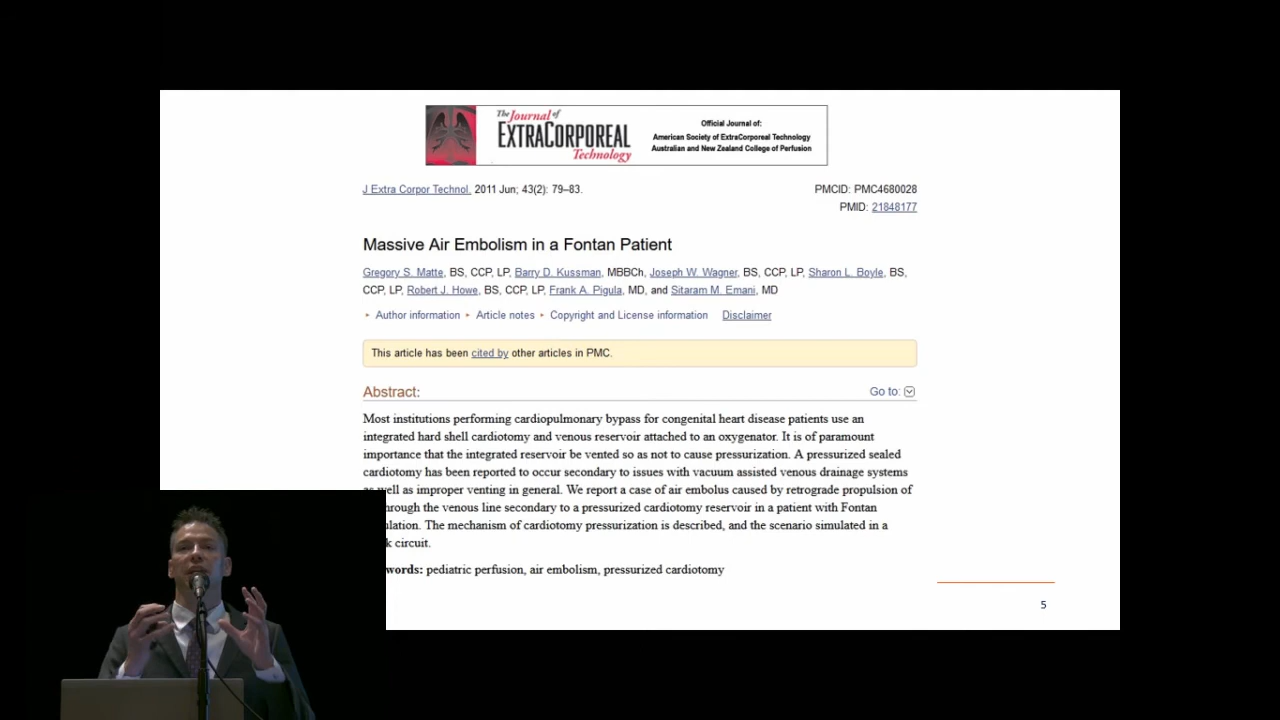 The Journal of
EXTRACORPOREAL
Technology
Official Journal of:
American Society of ExtraCorporeal Technology
Australian and New Zealand College of Perfusion
J Extra Corpor Technol. 2011 Jun; 43(2): 79–83.
PMCID: PMC4680028
PMID: 21848177
Massive Air Embolism in a Fontan Patient
Gregory S. Matte, BS, CCP, LP, Barry D. Kussman, MBBCh, Joseph W. Wagner, BS, CCP, LP, Sharon L. Boyle, BS,
CCP, LP, Robert J. Howe, BS, CCP, LP, Frank A. Pigula, MD, and Sitaram M. Emani, MD
Author information Article notes Copyright and License information Disclaimer
This article has been cited by other articles in PMC.
Abstract:
Go to:
Most institutions performing cardiopulmonary bypass for congenital heart disease patients use an
integrated hard shell cardiotomy and venous reservoir attached to an oxygenator. It is of paramount
importance that the integrated reservoir be vented so as not to cause pressurization. A pressurized sealed
cardiotomy has been reported to occur secondary to issues with vacuum assisted venous drainage systems
as well as improper venting in general. We report a case of air embolus caused by retrograde propulsion of
through the venous line secondary to a pressurized cardiotomy reservoir in a patient with Fontan
The mechanism of cardiotomy pressurization is described, and the scenario simulated in a
circuit.
pediatric perfusion, air embolism, pressurized cardiotomy
5